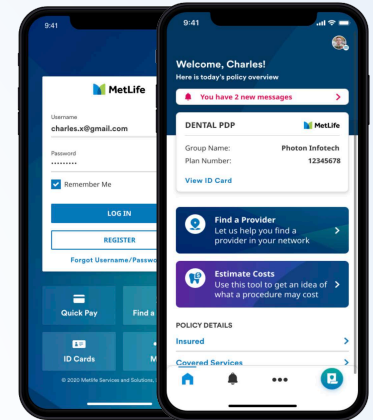 9:41
MetLife
Username
charles.x@gmail.com
Password
Remember Me
LOG IN
REGISTER
Forgot Username/
Quick Pay
Find a
ID Cards
© 2020 Metlife Services and Solutions,
9:41
Welcome, Charles!
Here is today's policy overview
You have 2 new messages
DENTAL PDP
MetLife
Group Name: Photon Infotech
Plan Number: 12345678
View ID Card
Find a Provider
Let us help you find a
provider in your network
Estimate Costs
Use this tool to get an idea of
what a procedure may cost
POLICY DETAILS
Insured
Covered Services